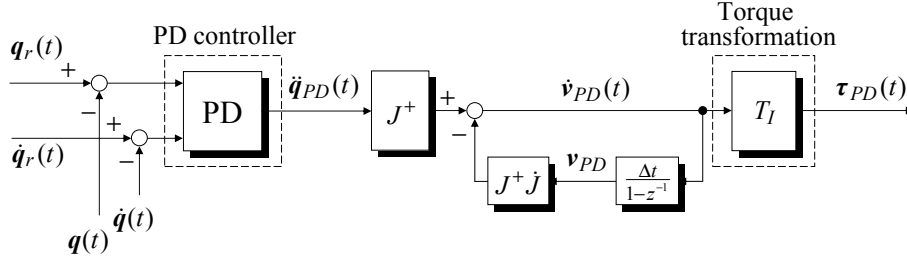 PD controller
Torque
transformation
q_r(t)
+
−
PD
q̈_PD(t)
J⁺
+
−
v̇_PD(t)
T_I
τ_PD(t)
q̇_r(t)
+
−
v_PD
J⁺ J̇
Δt
1−z⁻¹
q̇(t)
q(t)